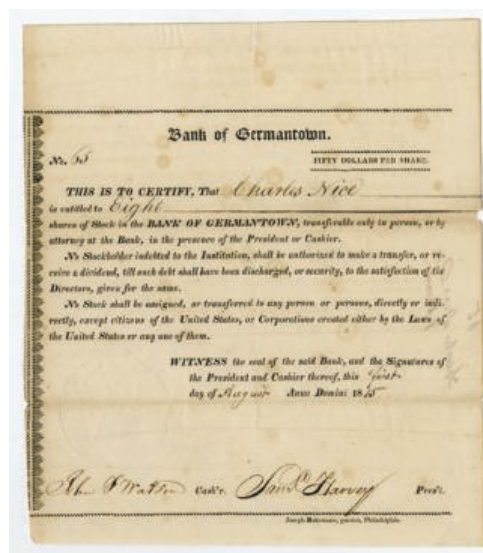 Bank of Germantown.
No. 65
FIFTY DOLLARS PER SHARE.
THIS IS TO CERTIFY, That Charles Nice
is entitled to Eight
shares of Stock in the BANK OF GERMANTOWN, transferable only in person, or by
attorney at the Bank, in the presence of the President or Cashier.
No Stockholder indebted to the Institution, shall be authorized to make a transfer, or re-
ceive a dividend, till such debt shall have been discharged, or security, to the satisfaction of the
Directors, given for the same.
No Stock shall be assigned, or transferred to any person or persons, directly or indi-
rectly, except citizens of the United States, or Corporations created either by the Laws of
the United States or any one of them.
WITNESS the seal of the said Bank, and the Signatures of
the President and Cashier thereof, this first
day of August Anno Domini 1815
John F Watson Cash'r. Saml Harvey Pres't.
Joseph printer, Philadelphia.